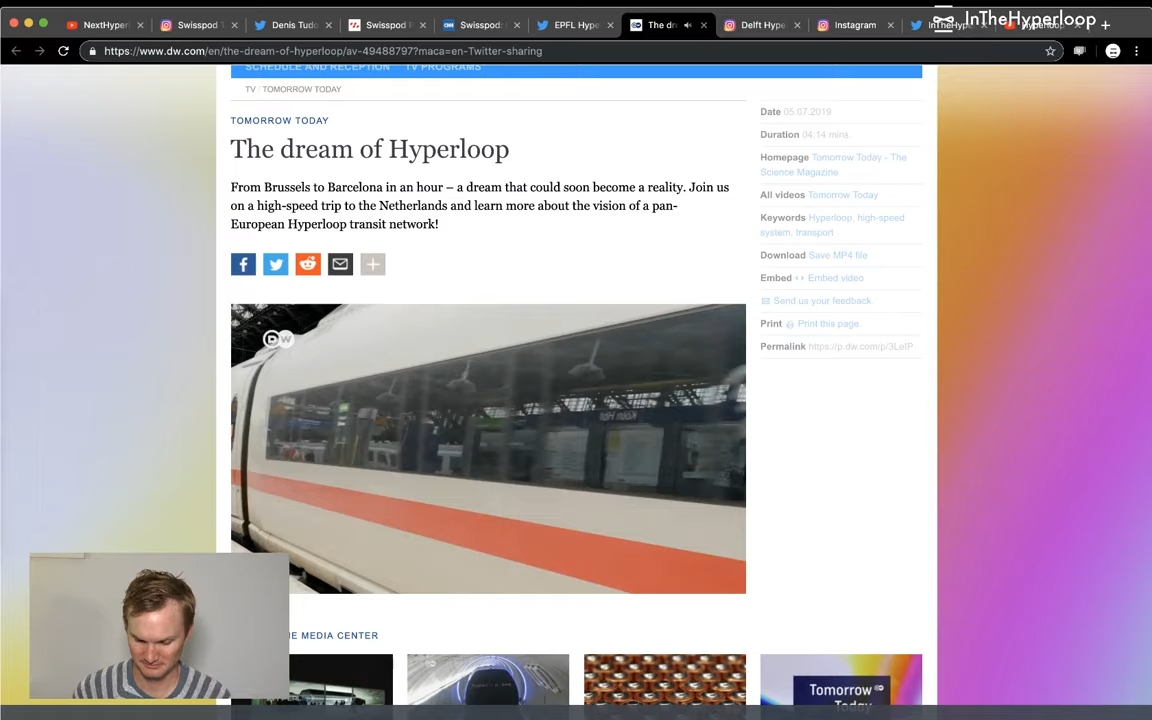 NextHyper
Swisspod T
Denis Tudo
Swisspod P
Swisspod:
EPFL Hype
The dre
Delft Hype
Instagram
InTheHyp
InTheHyperloop
https://www.dw.com/en/the-dream-of-hyperloop/av-49488797?maca=en-Twitter-sharing
SCHEDULE AND RECEPTION TV PROGRAMS
TV / TOMORROW TODAY
TOMORROW TODAY
The dream of Hyperloop
From Brussels to Barcelona in an hour – a dream that could soon become a reality. Join us
on a high-speed trip to the Netherlands and learn more about the vision of a pan-
European Hyperloop transit network!
Date 05.07.2019
Duration 04:14 mins.
Homepage Tomorrow Today - The
Science Magazine
All videos Tomorrow Today
Keywords Hyperloop, high-speed
system, transport
Download Save MP4 file
Embed Embed video
Send us your feedback.
Print Print this page
Permalink https://p.dw.com/p/3LeIP
DW
HE MEDIA CENTER
Tomorrow
Today